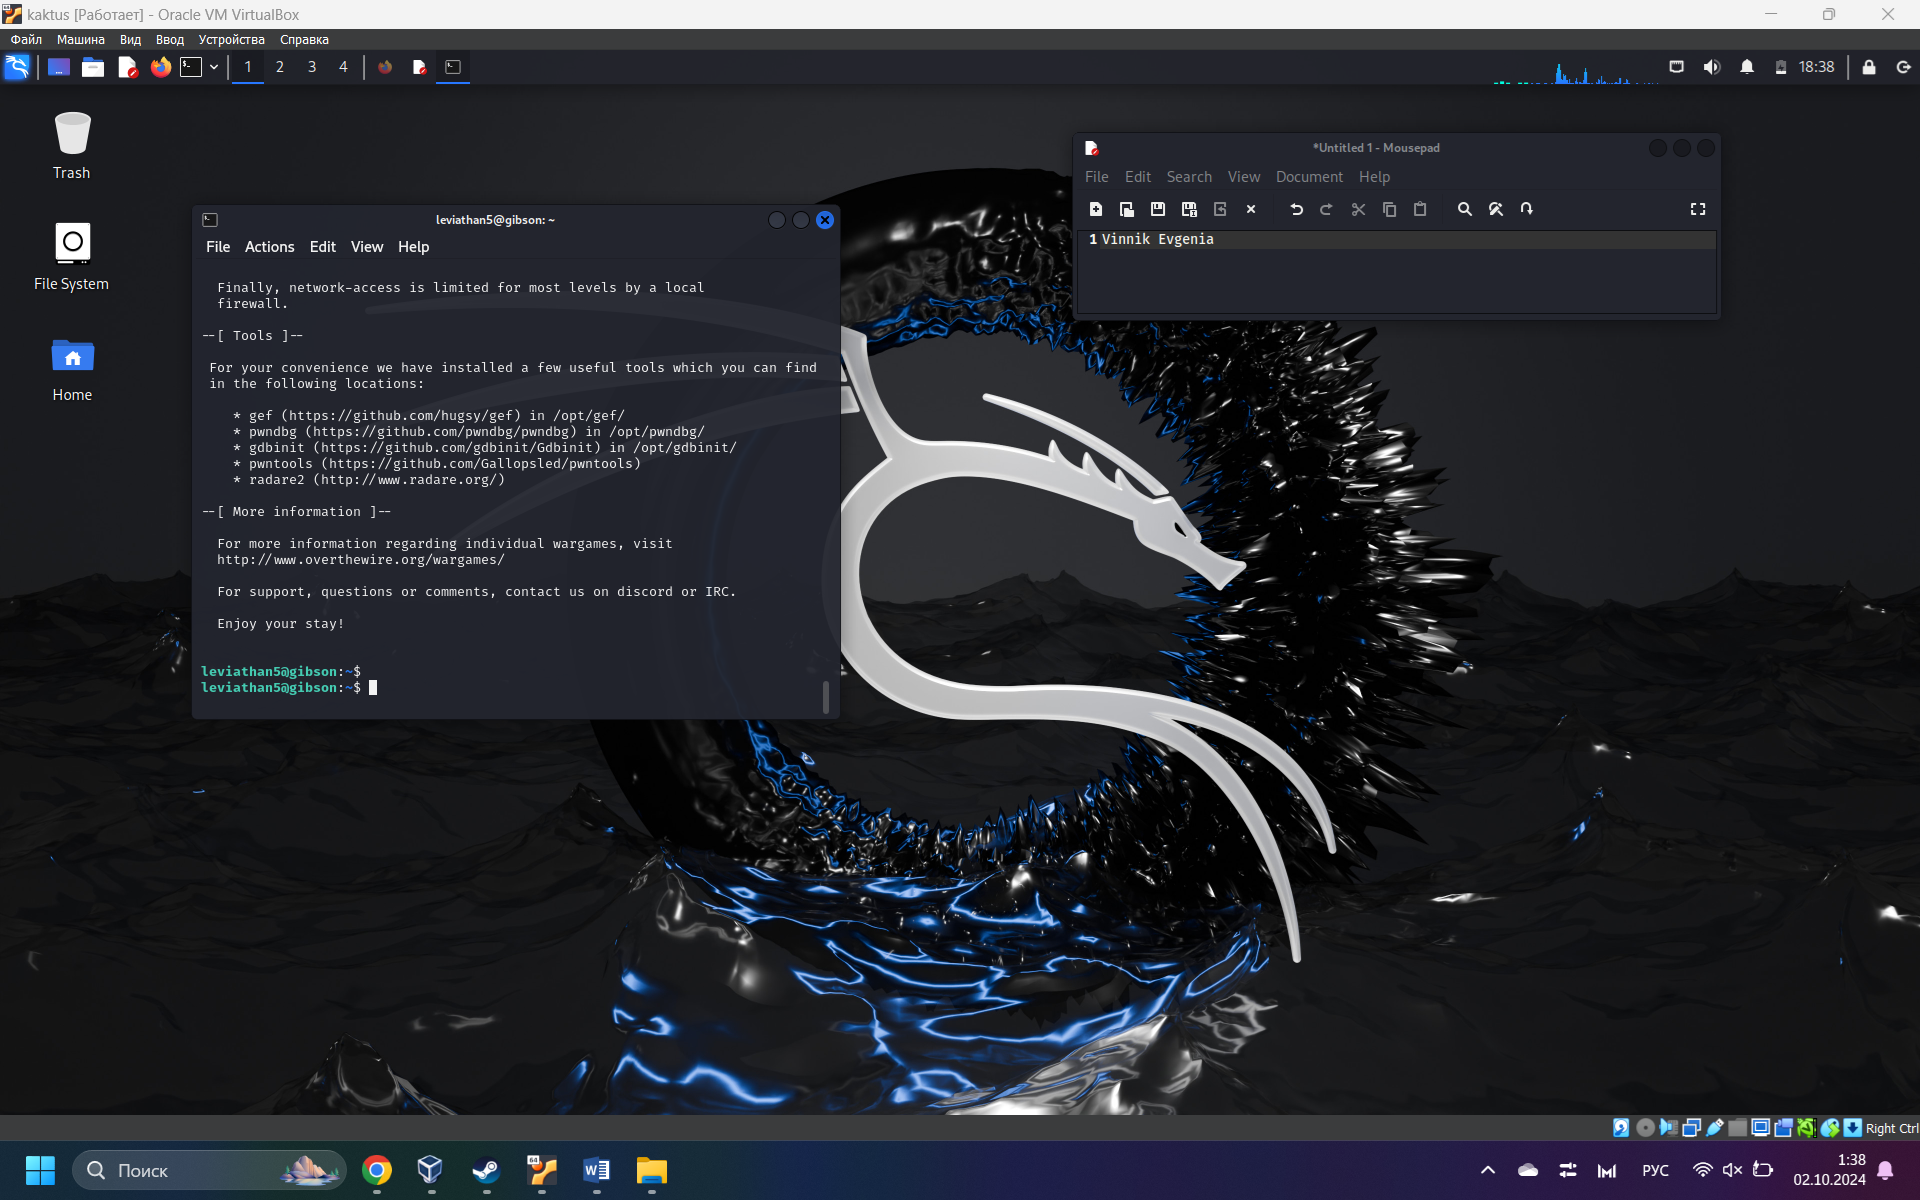 kaktus [Работает] - Oracle VM VirtualBox
Файл Машина Вид Ввод Устройства Справка
1 2 3 4 18:38
Trash
File System
Home
leviathan5@gibson: ~
File Actions Edit View Help
Finally, network-access is limited for most levels by a local
firewall.
--[ Tools ]--
For your convenience we have installed a few useful tools which you can find
in the following locations:
* gef (https://github.com/hugsy/gef) in /opt/gef/
* pwndbg (https://github.com/pwndbg/pwndbg) in /opt/pwndbg/
* gdbinit (https://github.com/gdbinit/Gdbinit) in /opt/gdbinit/
* pwntools (https://github.com/Gallopsled/pwntools)
* radare2 (http://www.radare.org/)
--[ More information ]--
For more information regarding individual wargames, visit
http://www.overthewire.org/wargames/
For support, questions or comments, contact us on discord or IRC.
Enjoy your stay!
leviathan5@gibson:~$
leviathan5@gibson:~$
*Untitled 1 - Mousepad
File Edit Search View Document Help
1 Vinnik Evgenia
Right Ctrl
Поиск
64
РУС
1:38
02.10.2024